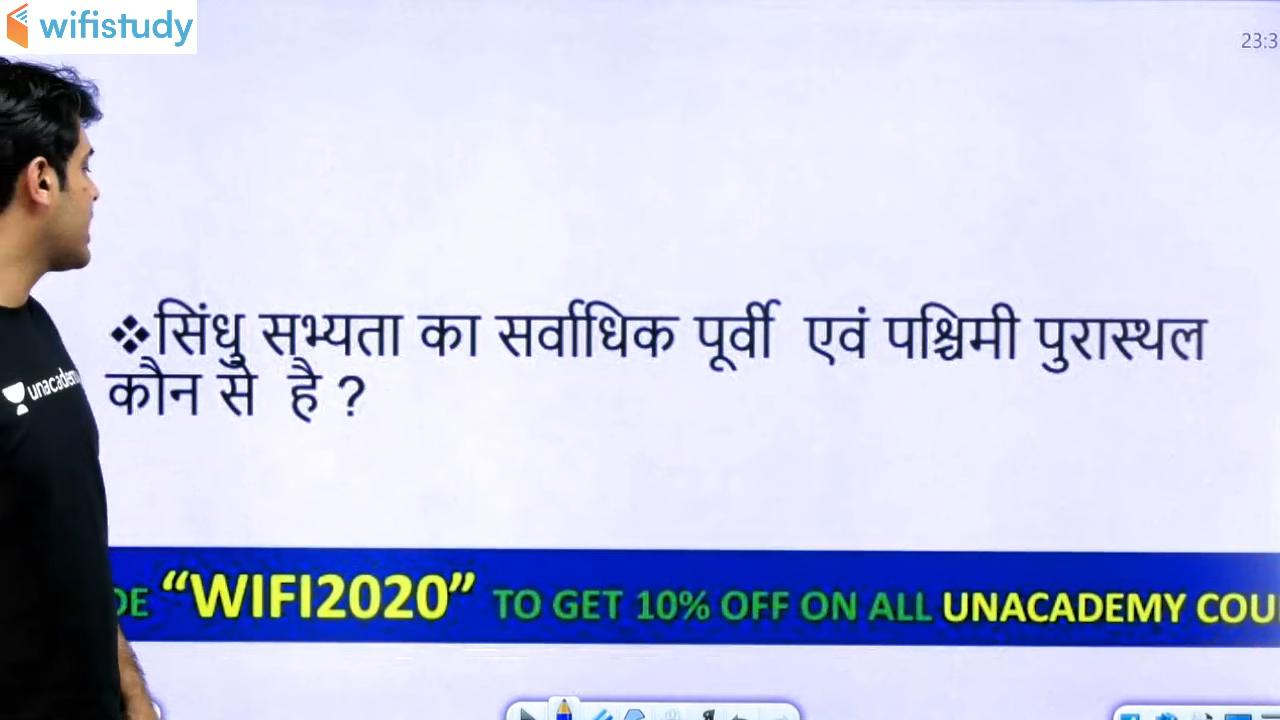 wifistudy
23:3
❖सिंधु सभ्यता का सर्वाधिक पूर्वी एवं पश्चिमी पुरास्थल
कौन से है ?
unacademy
DE “WIFI2020” TO GET 10% OFF ON ALL UNACADEMY COU